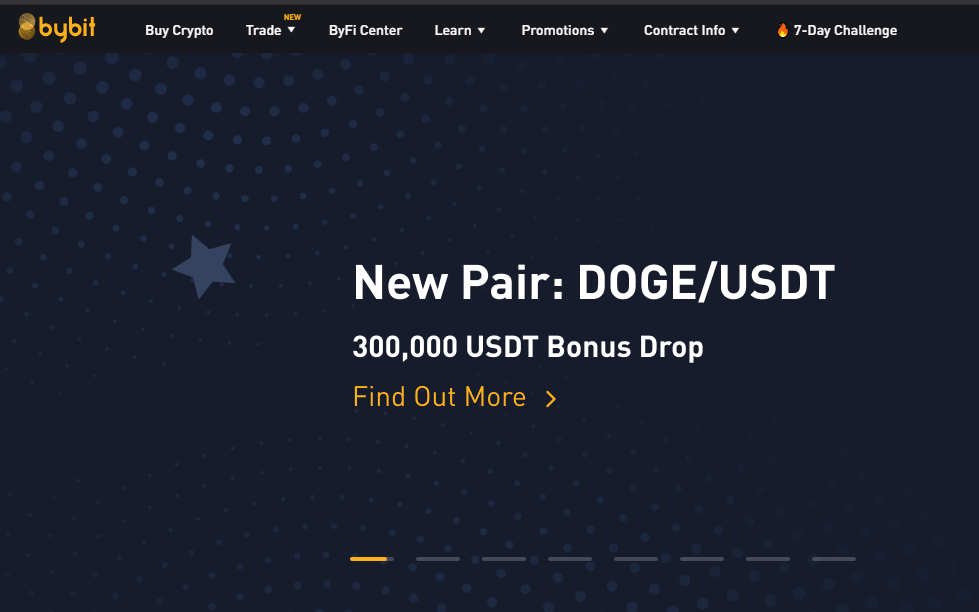 bybit
Buy Crypto
Trade
NEW
ByFi Center
Learn
Promotions
Contract Info
7-Day Challenge
New Pair: DOGE/USDT
300,000 USDT Bonus Drop
Find Out More